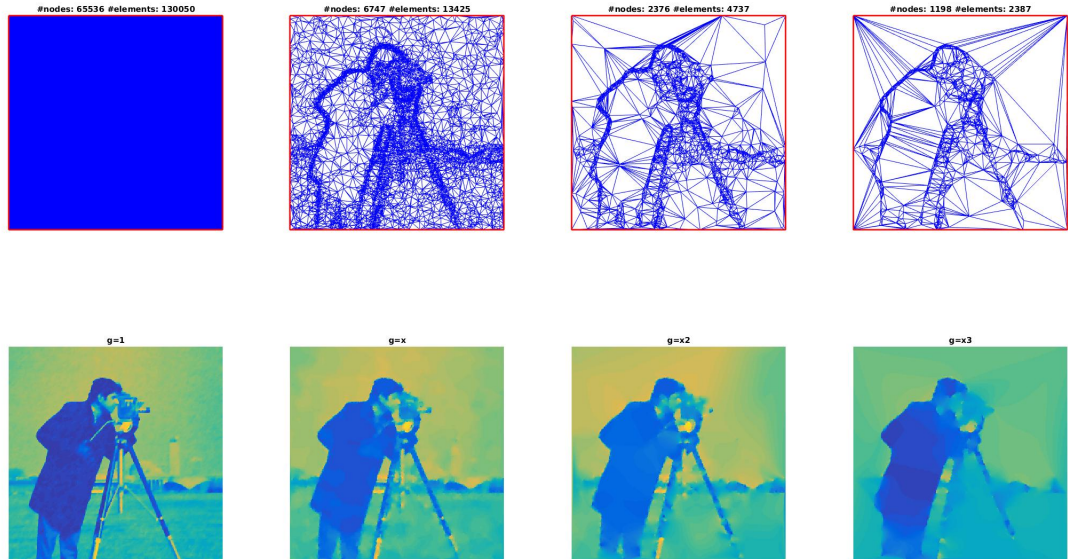 #nodes: 65536 #elements: 130050
#nodes: 6747 #elements: 13425
#nodes: 2376 #elements: 4737
#nodes: 1198 #elements: 2387
g=1
g=x
g=x2
g=x3